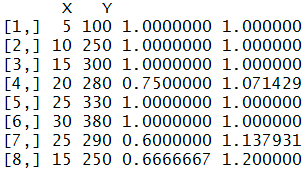 X Y
[1,] 5 100 1.0000000 1.000000
[2,] 10 250 1.0000000 1.000000
[3,] 15 300 1.0000000 1.000000
[4,] 20 280 0.7500000 1.071429
[5,] 25 330 1.0000000 1.000000
[6,] 30 380 1.0000000 1.000000
[7,] 25 290 0.6000000 1.137931
[8,] 15 250 0.6666667 1.200000